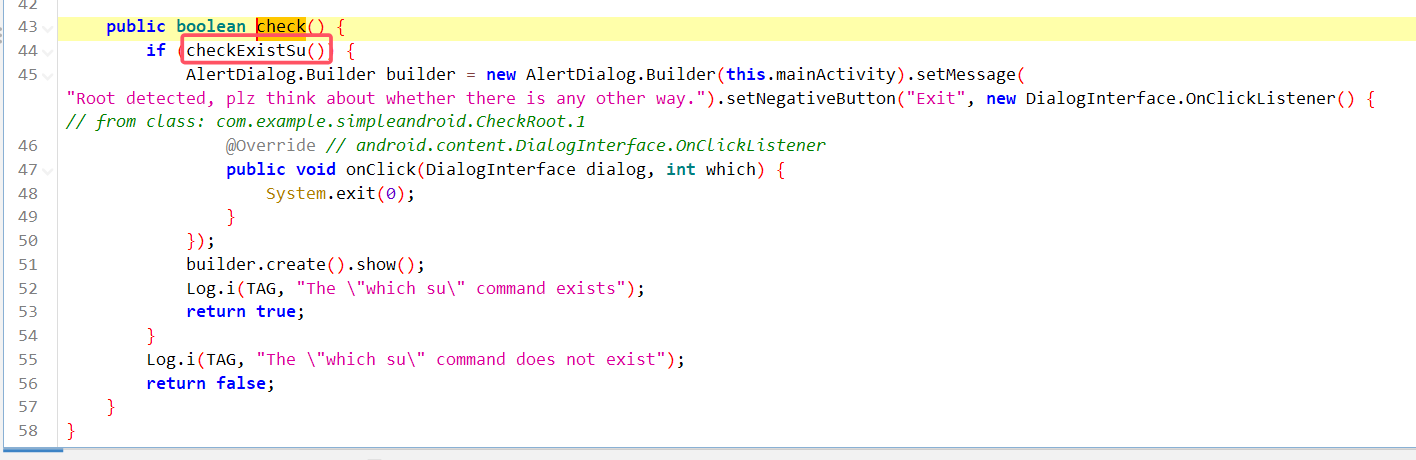 42
43 public boolean check() {
44 if (checkExistSu()) {
45 AlertDialog.Builder builder = new AlertDialog.Builder(this.mainActivity).setMessage(
"Root detected, plz think about whether there is any other way.").setNegativeButton("Exit", new DialogInterface.OnClickListener() {
// from class: com.example.simpleandroid.CheckRoot.1
46 @Override // android.content.DialogInterface.OnClickListener
47 public void onClick(DialogInterface dialog, int which) {
48 System.exit(0);
49 }
50 });
51 builder.create().show();
52 Log.i(TAG, "The \"which su\" command exists");
53 return true;
54 }
55 Log.i(TAG, "The \"which su\" command does not exist");
56 return false;
57 }
58 }